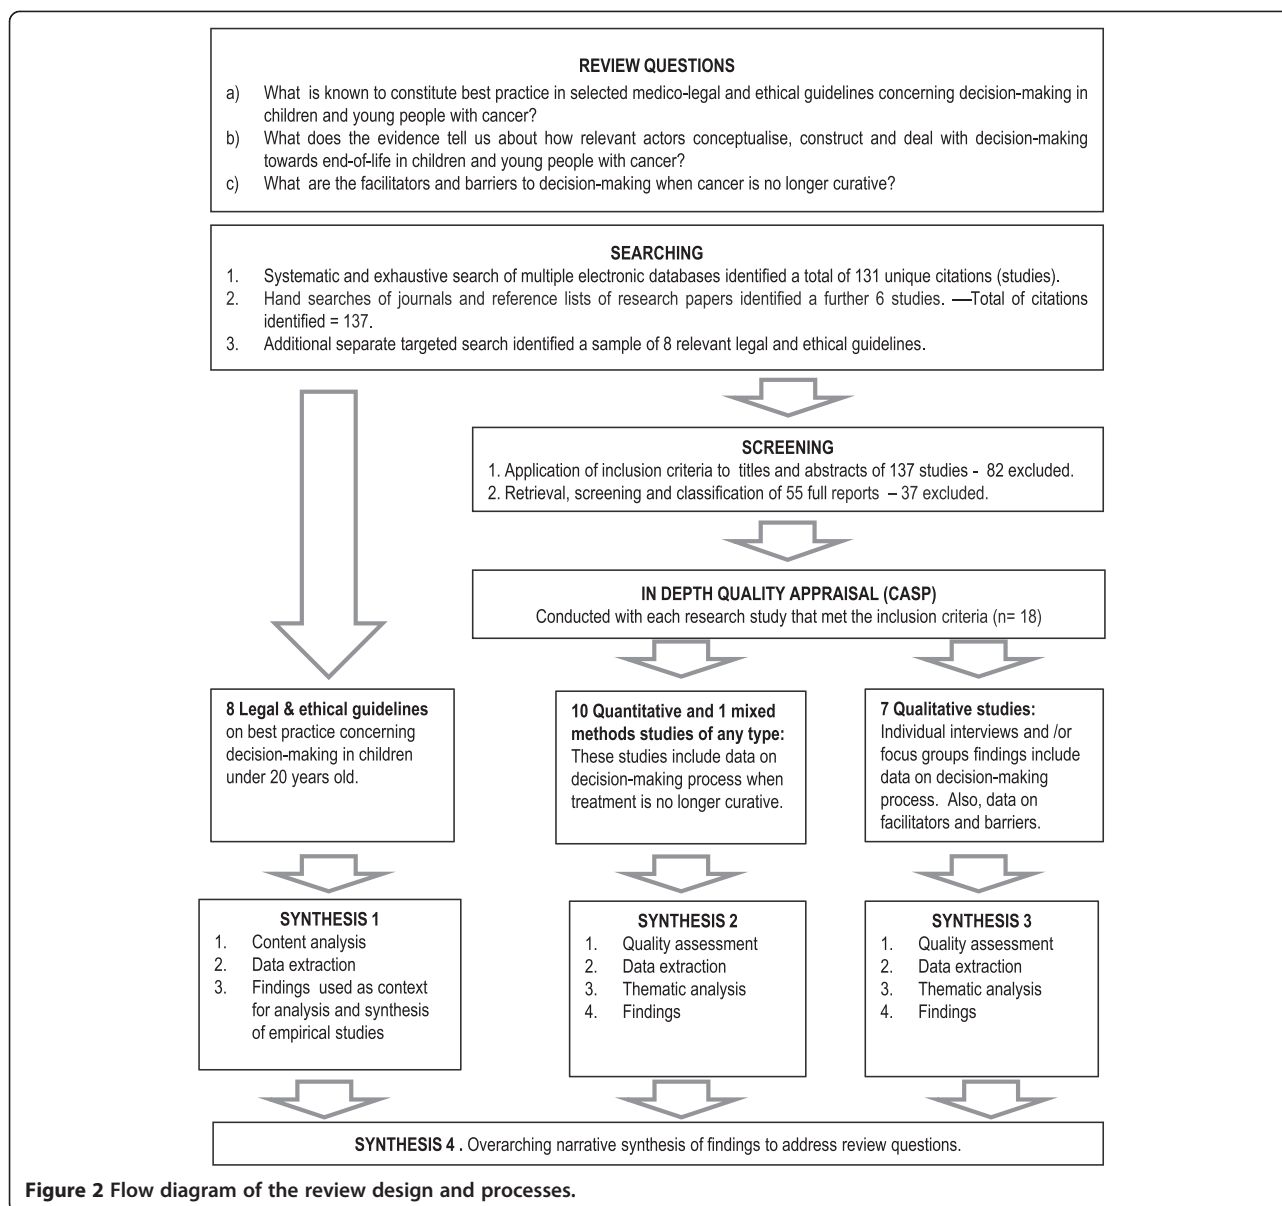 REVIEW QUESTIONS
a) What is known to constitute best practice in selected medico-legal and ethical guidelines concerning decision-making in
children and young people with cancer?
b) What does the evidence tell us about how relevant actors conceptualise, construct and deal with decision-making
towards end-of-life in children and young people with cancer?
c) What are the facilitators and barriers to decision-making when cancer is no longer curative?
SEARCHING
1. Systematic and exhaustive search of multiple electronic databases identified a total of 131 unique citations (studies).
2. Hand searches of journals and reference lists of research papers identified a further 6 studies. —Total of citations
identified = 137.
3. Additional separate targeted search identified a sample of 8 relevant legal and ethical guidelines.
SCREENING
1. Application of inclusion criteria to titles and abstracts of 137 studies - 82 excluded.
2. Retrieval, screening and classification of 55 full reports – 37 excluded.
IN DEPTH QUALITY APPRAISAL (CASP)
Conducted with each research study that met the inclusion criteria (n= 18)
8 Legal & ethical guidelines
on best practice concerning
decision-making in children
under 20 years old.
10 Quantitative and 1 mixed
methods studies of any type:
These studies include data on
decision-making process when
treatment is no longer curative.
7 Qualitative studies:
Individual interviews and /or
focus groups findings include
data on decision-making
process. Also, data on
facilitators and barriers.
SYNTHESIS 1
1. Content analysis
2. Data extraction
3. Findings used as context
for analysis and synthesis
of empirical studies
SYNTHESIS 2
1. Quality assessment
2. Data extraction
3. Thematic analysis
4. Findings
SYNTHESIS 3
1. Quality assessment
2. Data extraction
3. Thematic analysis
4. Findings
SYNTHESIS 4 . Overarching narrative synthesis of findings to address review questions.
Figure 2 Flow diagram of the review design and processes.